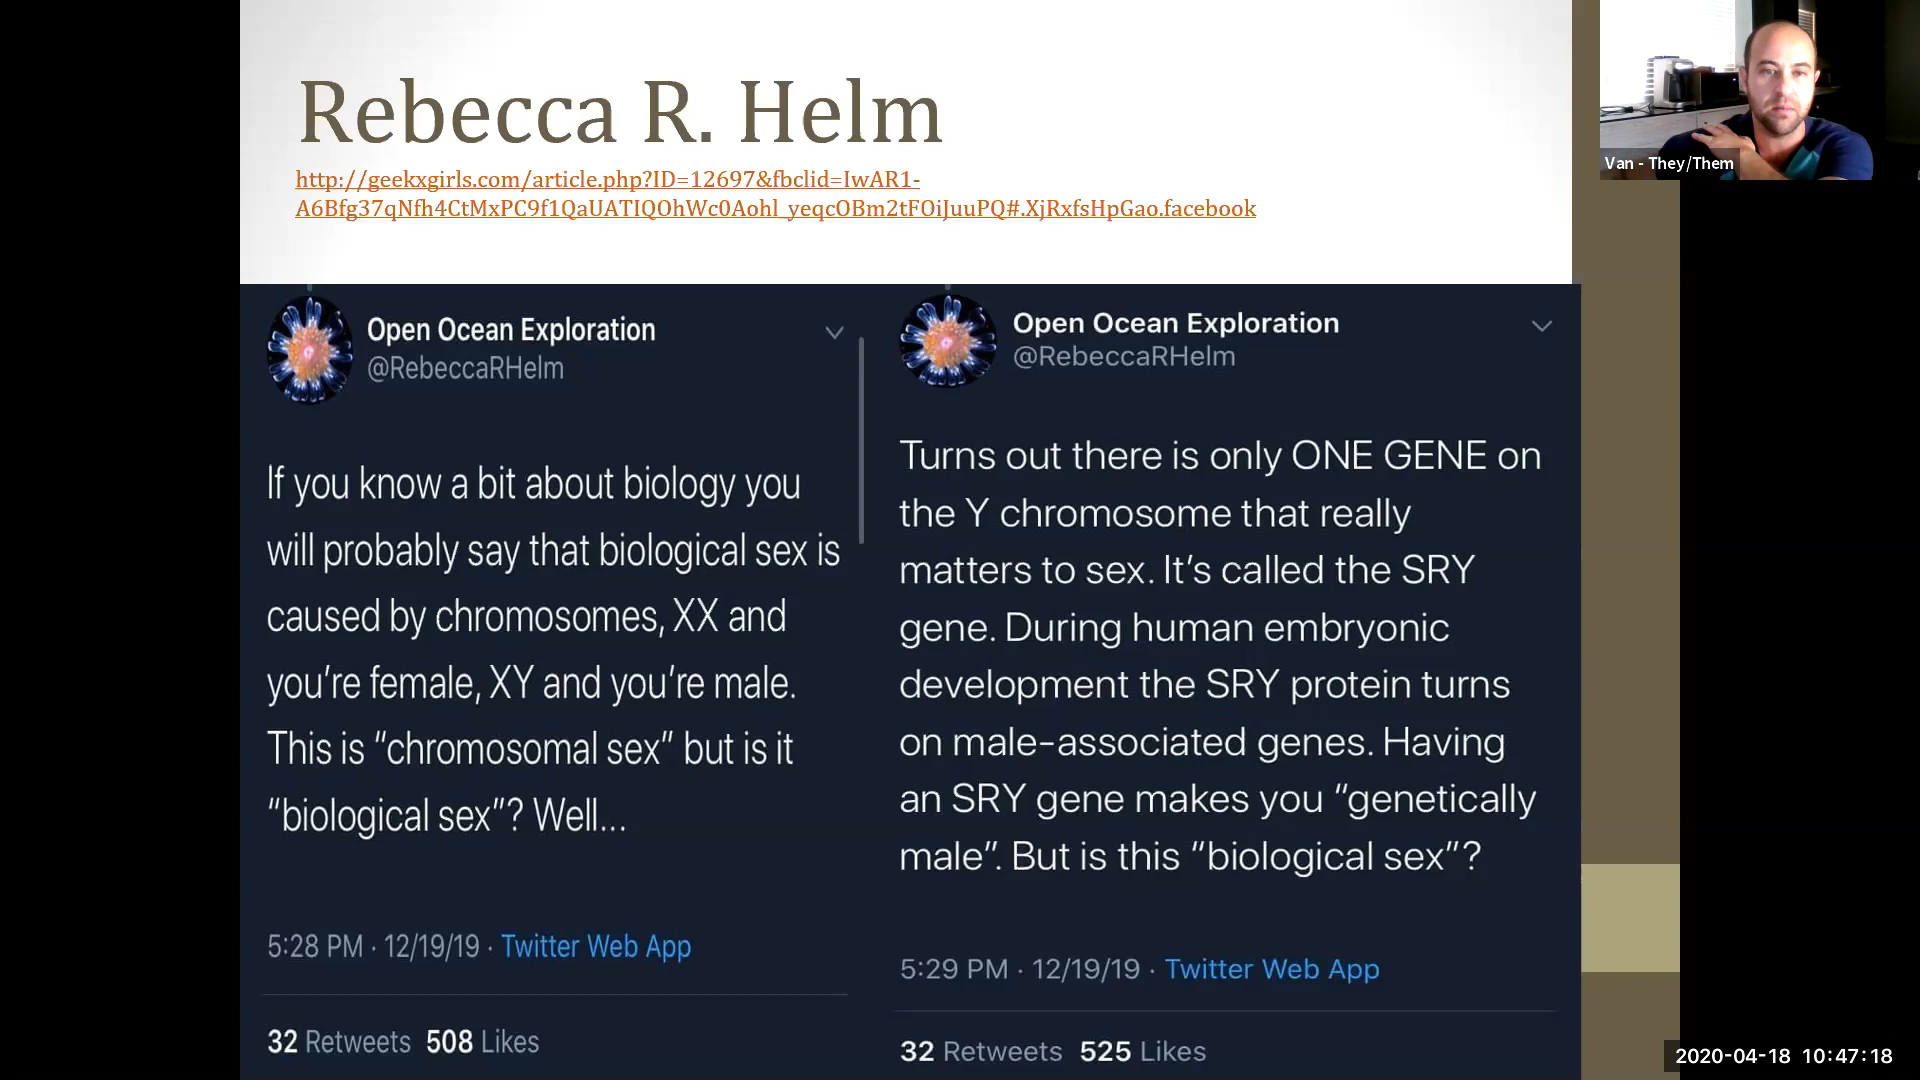 Rebecca R. Helm
http://geekxgirls.com/article.php?ID=12697&fbclid=IwAR1-
A6Bfg37qNfh4CtMxPC9f1QaUATIQOhWc0Aohl_yeqcOBm2tFOiJuuPQ#.XjRxfsHpGao.facebook
Van - They/Them
Open Ocean Exploration
@RebeccaRHelm
If you know a bit about biology you
will probably say that biological sex is
caused by chromosomes, XX and
you’re female, XY and you’re male.
This is “chromosomal sex” but is it
“biological sex”? Well...
5:28 PM · 12/19/19 · Twitter Web App
32 Retweets 508 Likes
Open Ocean Exploration
@RebeccaRHelm
Turns out there is only ONE GENE on
the Y chromosome that really
matters to sex. It’s called the SRY
gene. During human embryonic
development the SRY protein turns
on male-associated genes. Having
an SRY gene makes you “genetically
male”. But is this “biological sex”?
5:29 PM · 12/19/19 · Twitter Web App
32 Retweets 525 Likes
2020-04-18 10:47:18